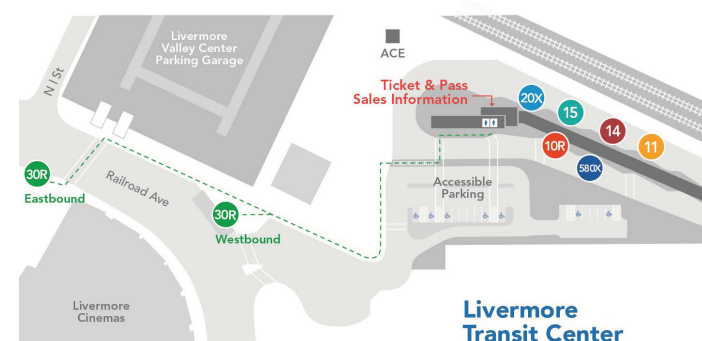 Livermore
Valley Center
Parking Garage
N I St
ACE
Ticket & Pass
Sales Information
20X
15
14
11
10R
580X
30R
Eastbound
Railroad Ave
30R
Westbound
Accessible
Parking
Livermore
Cinemas
Livermore
Transit Center